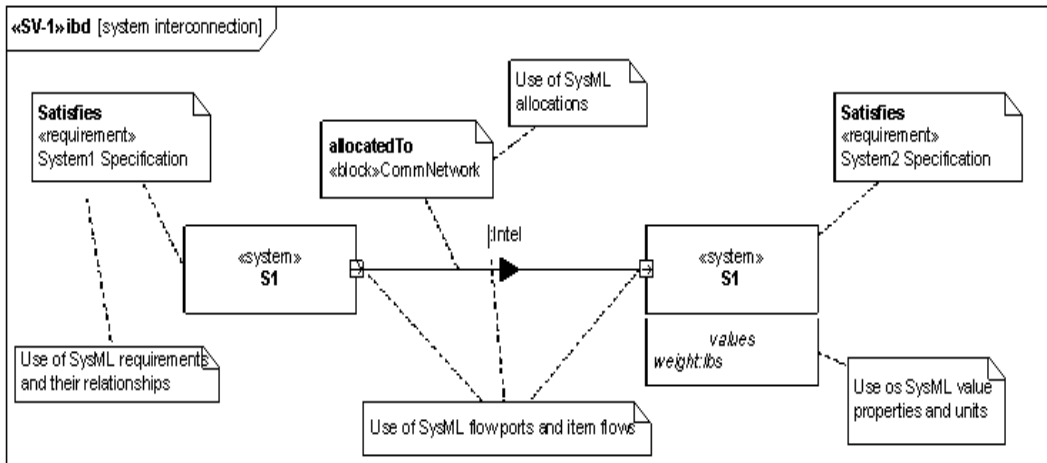 «SV-1»ibd [system interconnection]
Use of SysML
allocations
Satisfies
«requirement»
System1 Specification
allocatedTo
«block»CommNetwork
Satisfies
«requirement»
System2 Specification
:Intel
«system»
S1
«system»
S1
values
weight:lbs
Use of SysML requirements
and their relationships
Use of SysML flowports and item flows
Use os SysML value
properties and units